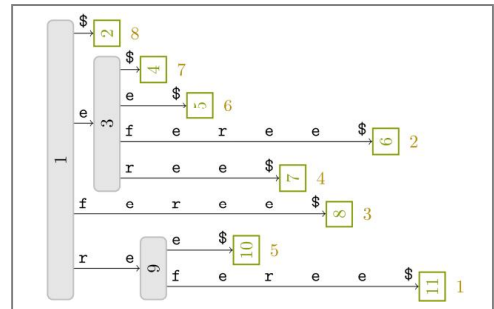 $ 2 8
$ 4 7
e $ 5 6
e 3
f e r e e $ 6 2
1
r e e $ 7 4
f e r e e $ 8 3
e $ 10 5
r e 9
f e r e e $ 11 1